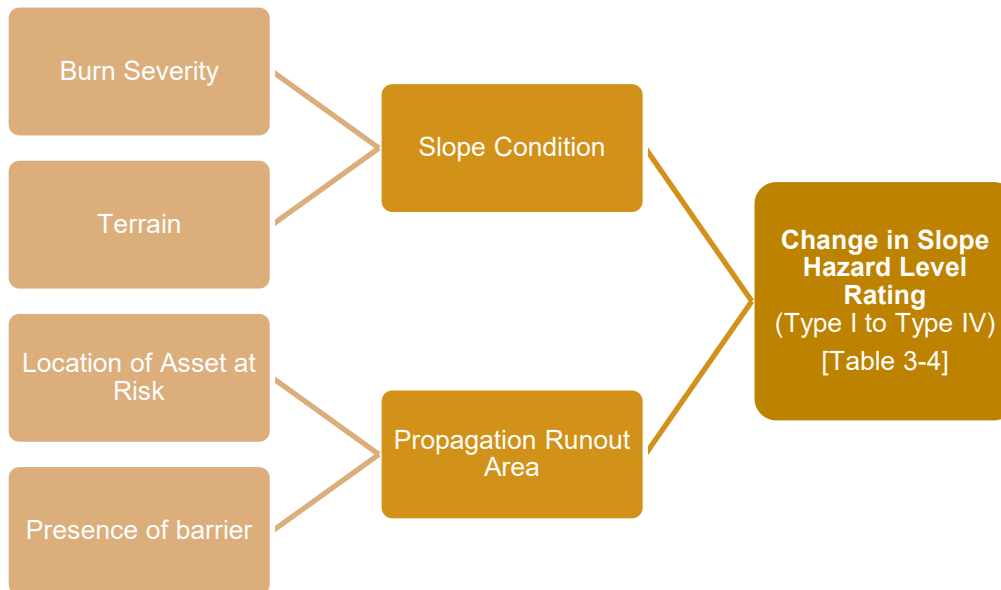 Burn Severity
Terrain
Location of Asset at
Risk
Presence of barrier
Slope Condition
Propagation Runout
Area
Change in Slope
Hazard Level
Rating
(Type I to Type IV)
[Table 3-4]